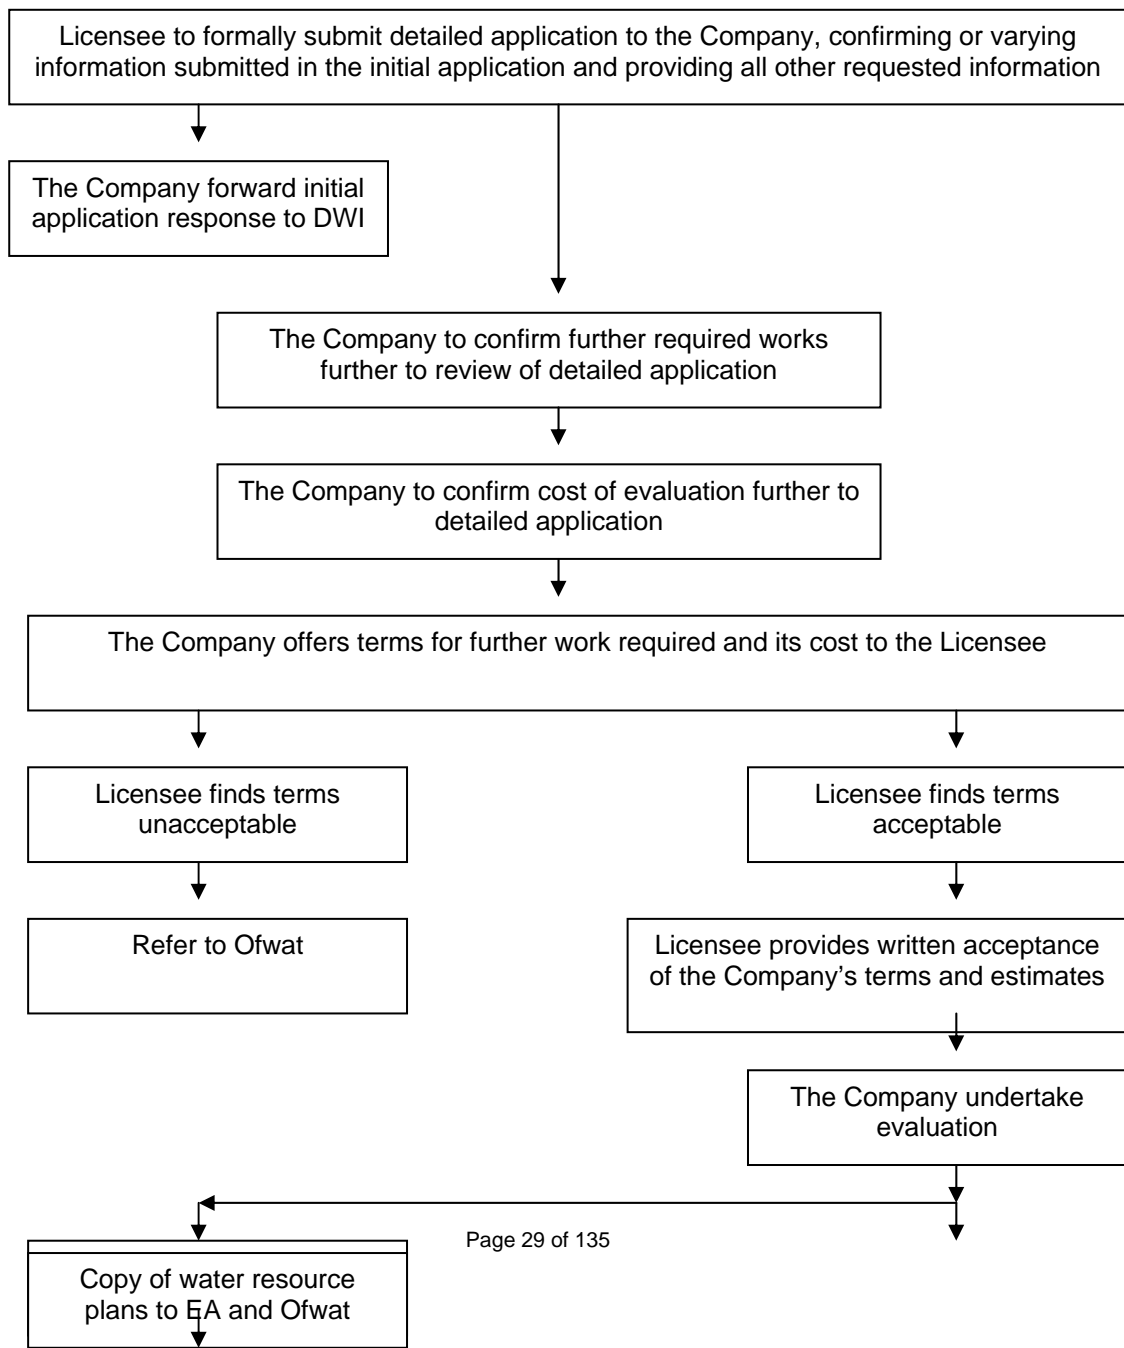 Licensee to formally submit detailed application to the Company, confirming or varying
information submitted in the initial application and providing all other requested information
The Company forward initial
application response to DWI
The Company to confirm further required works
further to review of detailed application
The Company to confirm cost of evaluation further to
detailed application
The Company offers terms for further work required and its cost to the Licensee
Licensee finds terms
unacceptable
Licensee finds terms
acceptable
Refer to Ofwat
Licensee provides written acceptance
of the Company's terms and estimates
The Company undertake
evaluation
Page 29 of 135
Copy of water resource
plans to EA and Ofwat